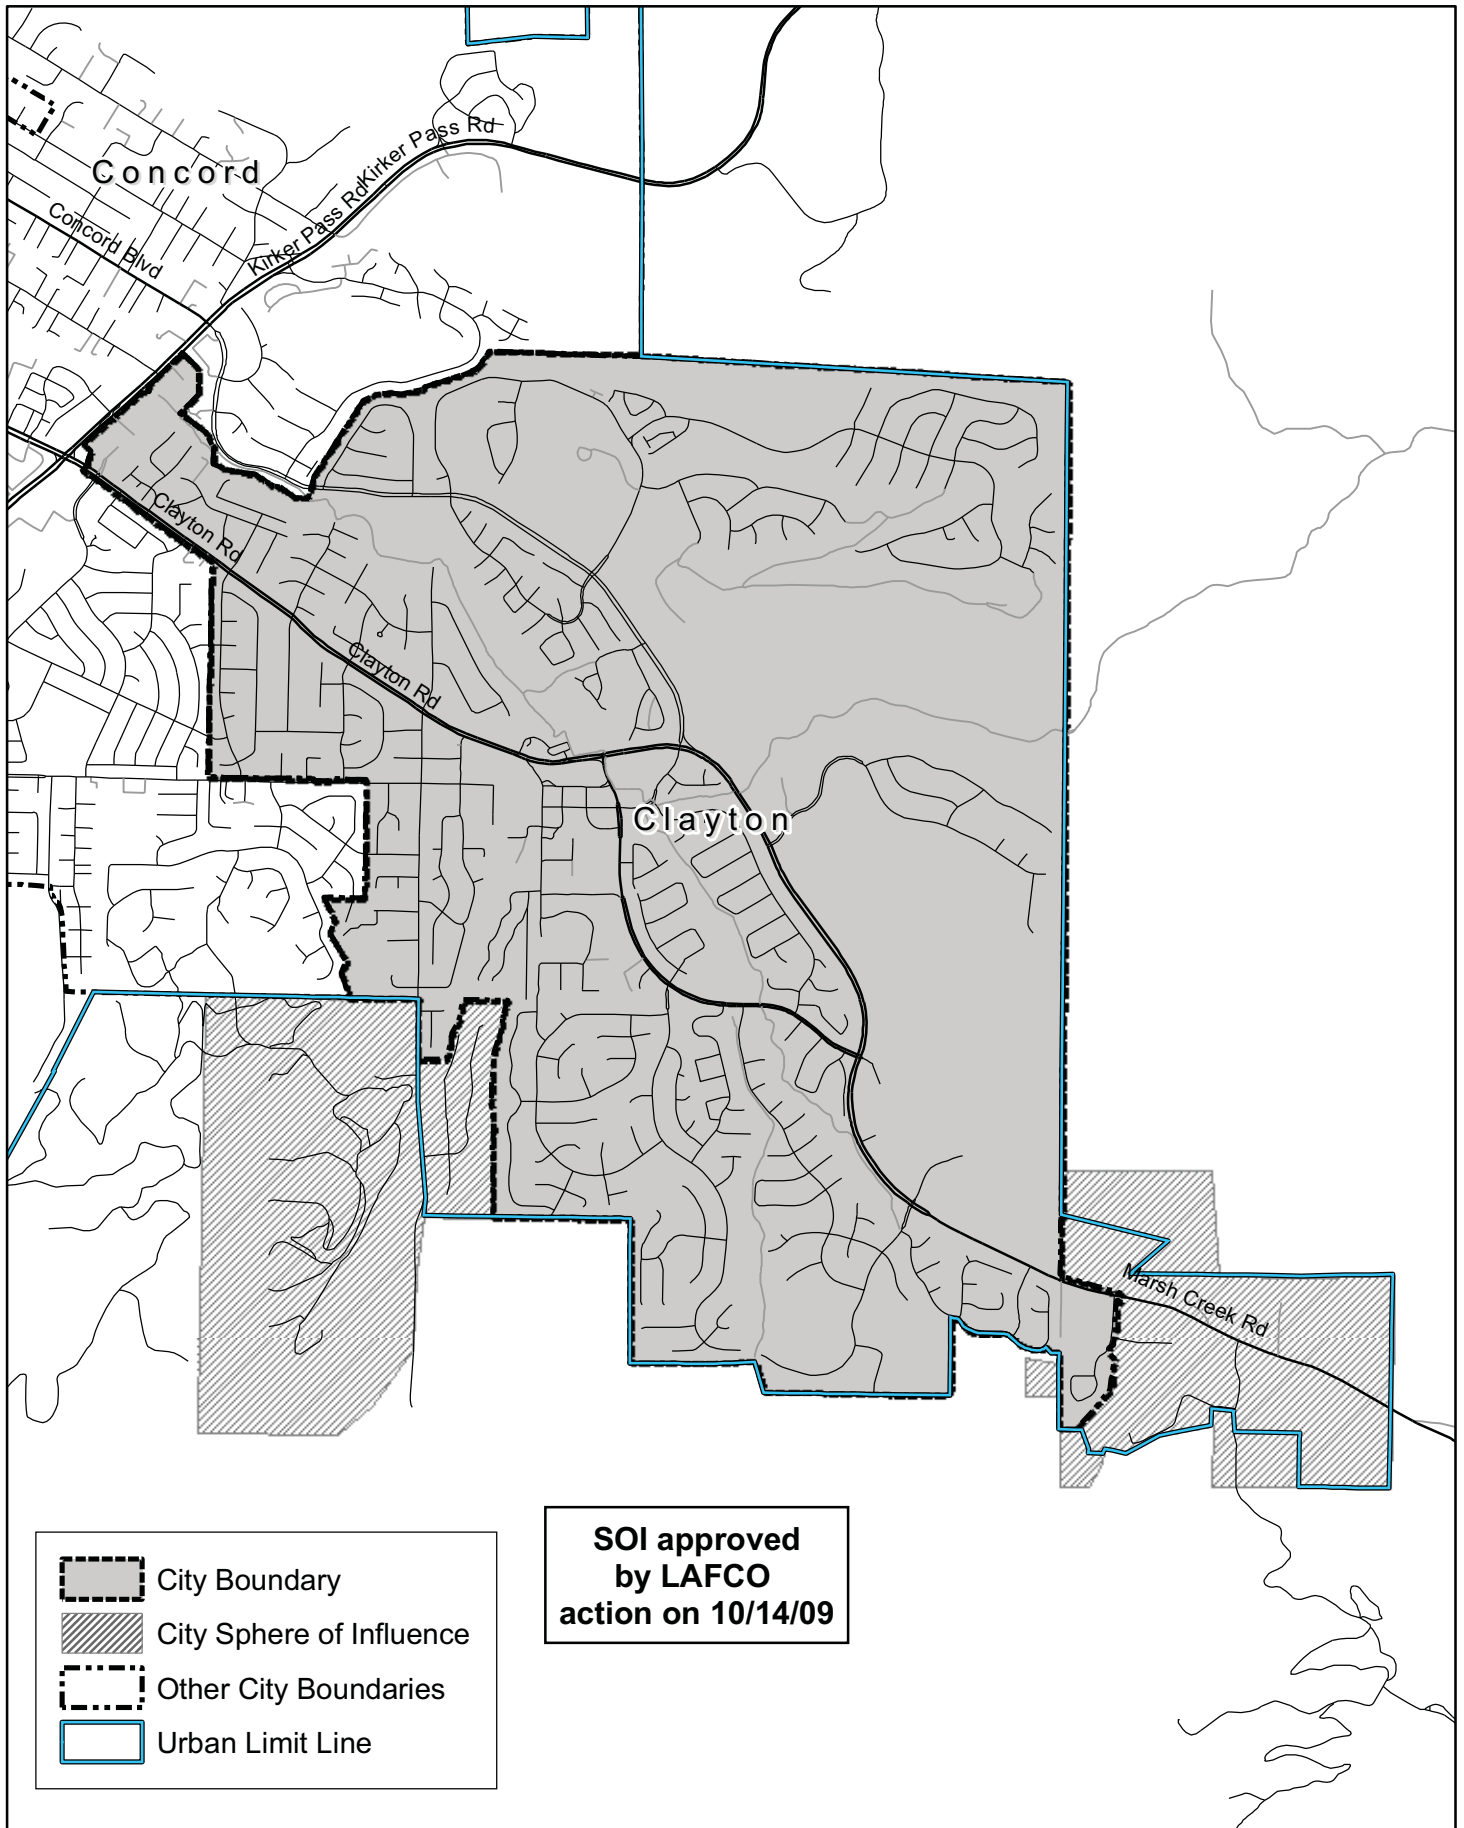 Kirker Pass Rd
Concord
Kirker Pass Rd
Concord Blvd
Clayton Rd
Clayton Rd
Clayton
Marsh Creek Rd
SOI approved
by LAFCO
action on 10/14/09
City Boundary
City Sphere of Influence
Other City Boundaries
Urban Limit Line